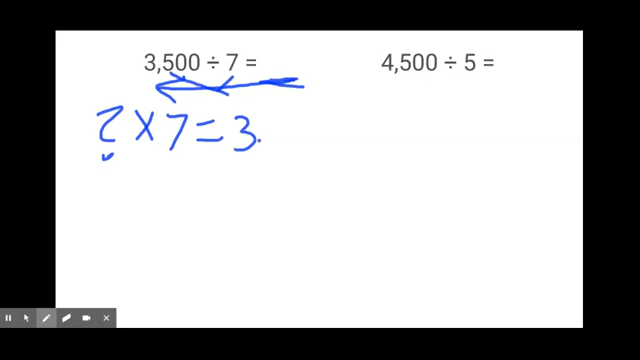 3,500 ÷ 7 =
4,500 ÷ 5 =
? x 7 = 3